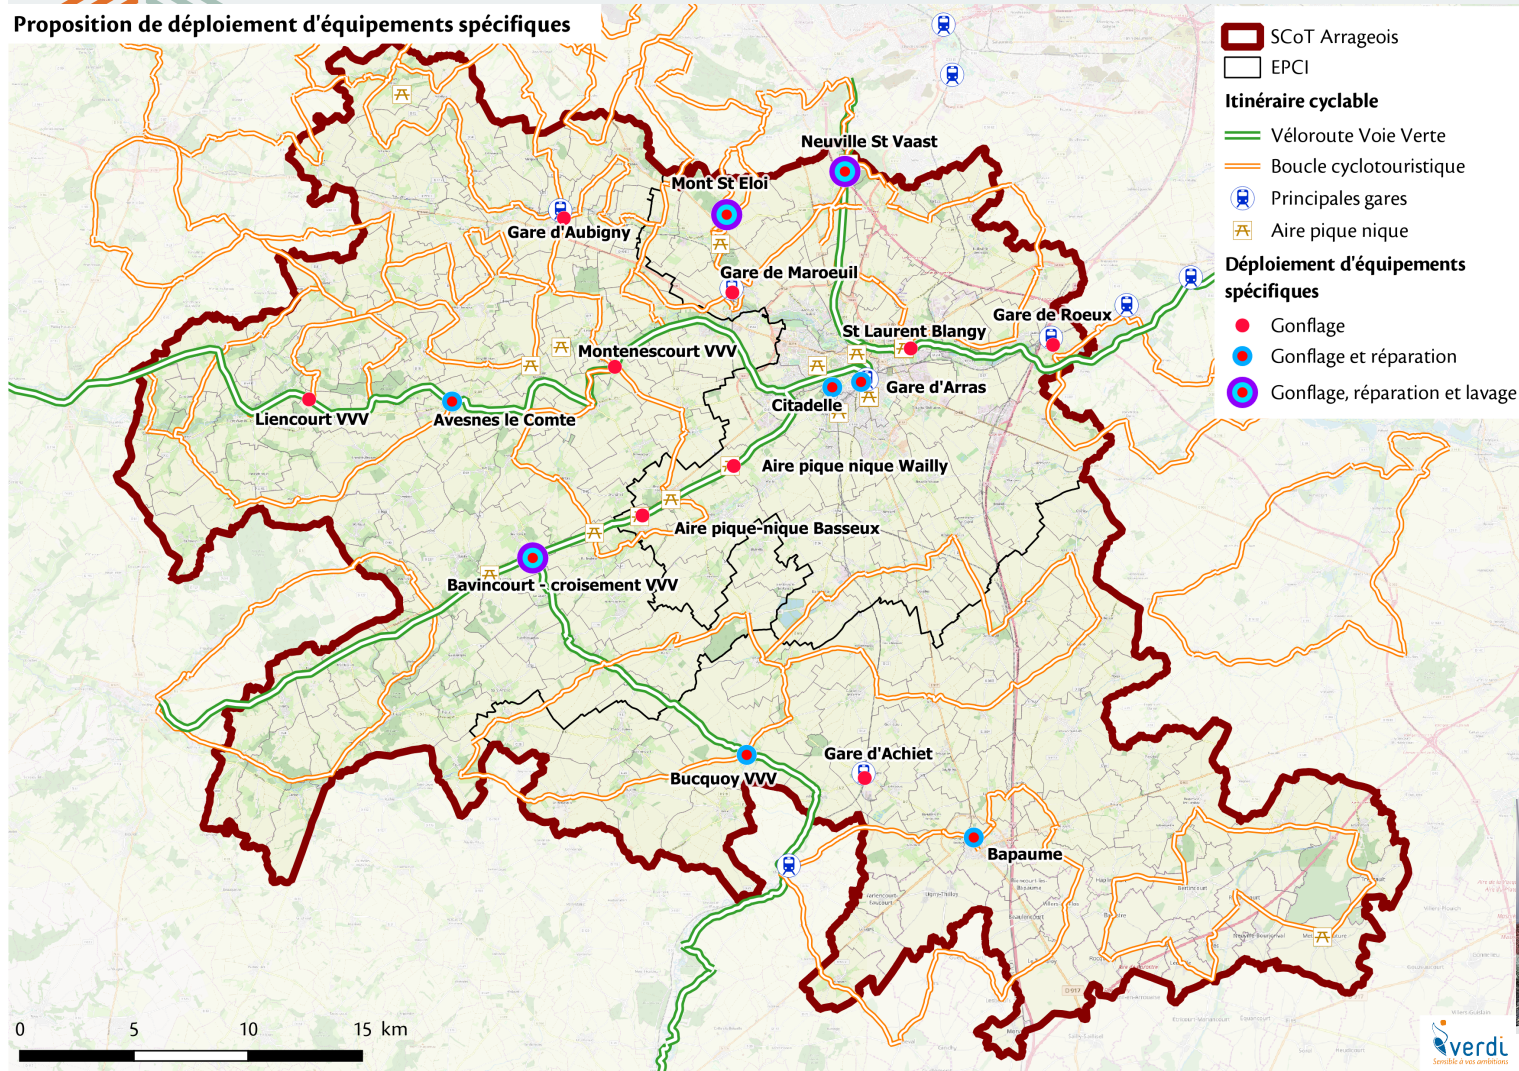 Proposition de déploiement d'équipements spécifiques
SCoT Arrageois
EPCI
Itinéraire cyclable
Véloroute Voie Verte
Boucle cyclotouristique
Principales gares
Aire pique nique
Déploiement d'équipements
spécifiques
Gonflage
Gonflage et réparation
Gonflage, réparation et lavage
Neuville St Vaast
Mont St Eloi
Gare d'Aubigny
Gare de Maroeuil
Gare de Roeux
St Laurent Blangy
Montenescourt VVV
Gare d'Arras
Citadelle
Liencourt VVV
Avesnes le Comte
Aire pique nique Wailly
Aire pique-nique Basseux
Bavincourt - croisement VVV
Gare d'Achiet
Bucquoy VVV
Bapaume
D 917
0 5 10 15 km
verdi
Sensible à vos ambitions